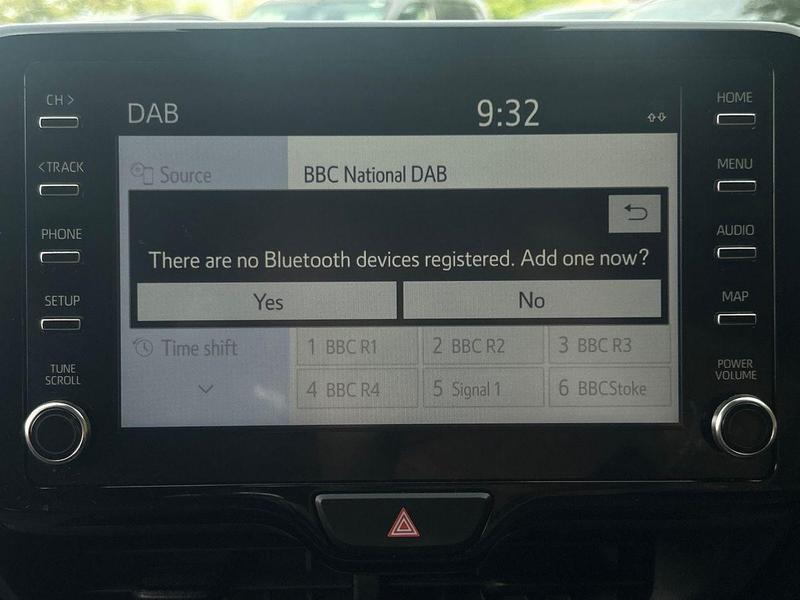 CH >
DAB
9:32
HOME
< TRACK
Source
BBC National DAB
MENU
PHONE
There are no Bluetooth devices registered. Add one now?
AUDIO
SETUP
Yes
No
MAP
Time shift
1 BBC R1
2 BBC R2
3 BBC R3
TUNE
SCROLL
4 BBC R4
5 Signal 1
6 BBCStoke
POWER
VOLUME